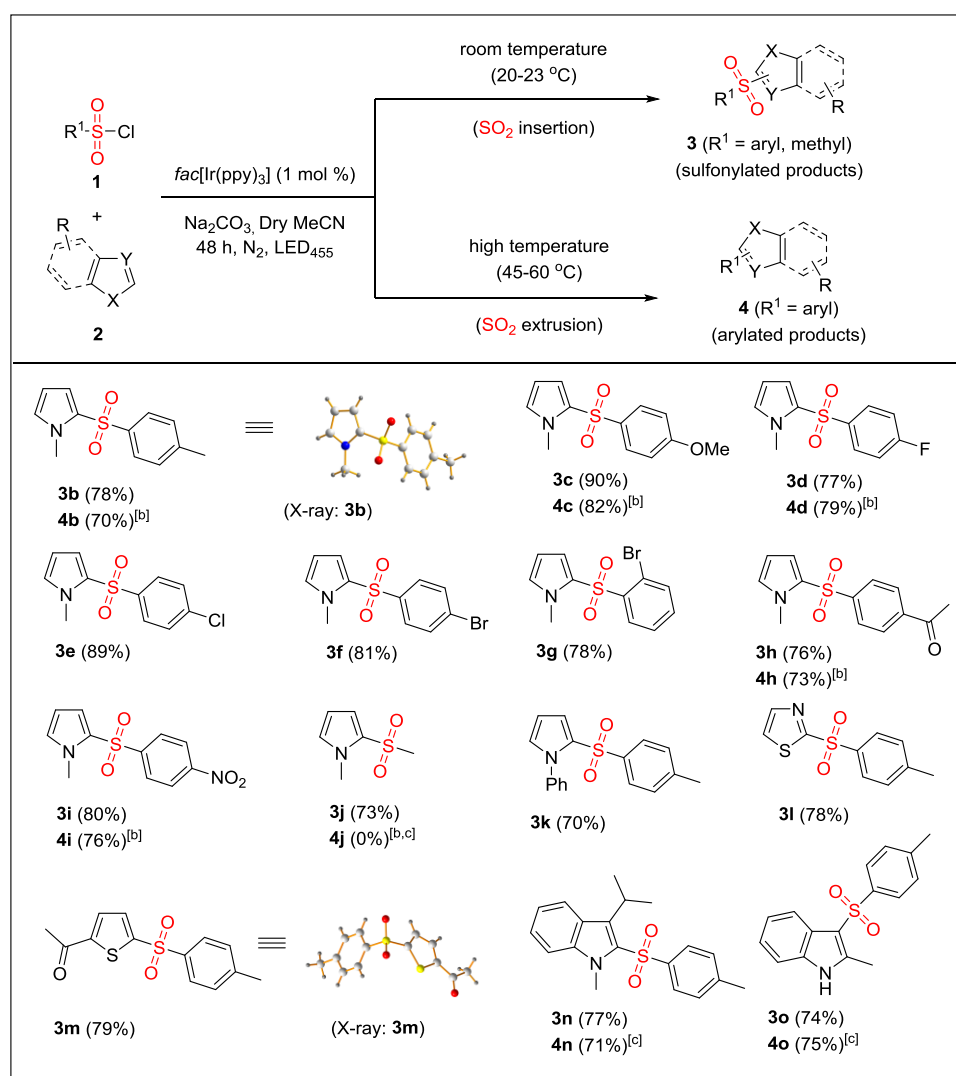 room temperature
(20-23 °C)
(SO2 insertion)
R1 S Cl
O
O
1
+
R
Y
X
2
fac[Ir(ppy)3] (1 mol %)
Na2CO3, Dry MeCN
48 h, N2, LED455
O
S
O
R1
X
Y
R
3 (R1 = aryl, methyl)
(sulfonylated products)
high temperature
(45-60 °C)
(SO2 extrusion)
X
R1
Y
R
4 (R1 = aryl)
(arylated products)
N
S
O
O
3b (78%)
4b (70%)[b]
(X-ray: 3b)
N
S
O
O
OMe
3c (90%)
4c (82%)[b]
N
S
O
O
F
3d (77%)
4d (79%)[b]
N
S
O
O
Cl
3e (89%)
N
S
O
O
Br
3f (81%)
N
S
O
O
Br
3g (78%)
N
S
O
O
O
3h (76%)
4h (73%)[b]
N
S
O
O
NO2
3i (80%)
4i (76%)[b]
N
S
O
O
3j (73%)
4j (0%)[b,c]
N
Ph
S
O
O
3k (70%)
N
S
S
O
O
3l (78%)
O
S
S
O
O
3m (79%)
(X-ray: 3m)
N
S
O
O
3n (77%)
4n (71%)[c]
O
S
O
N
H
3o (74%)
4o (75%)[c]